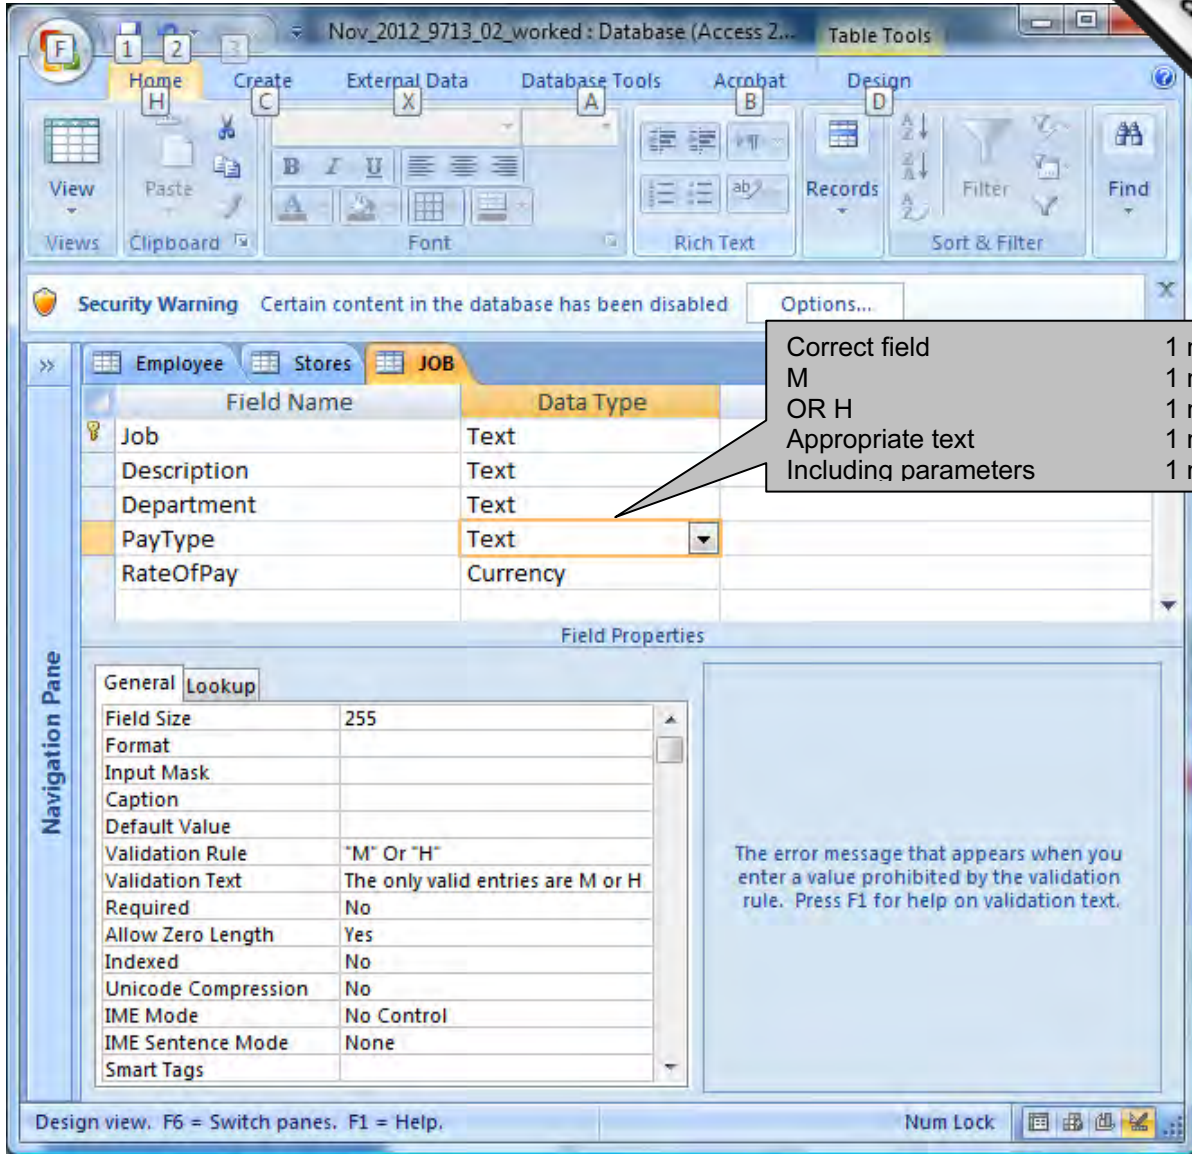 Nov_2012_9713_02_worked : Database (Access 2... Table Tools
F 1 2 3
Home Create External Data Database Tools Acrobat Design
H C X A B D
View Paste B I U Records Filter Find
Views Clipboard Font Rich Text Sort & Filter
Security Warning Certain content in the database has been disabled Options...
Correct field 1
M 1
OR H 1
Appropriate text 1
Including parameters 1
Employee Stores JOB
Field Name Data Type
Job Text
Description Text
Department Text
PayType Text
RateOfPay Currency
Field Properties
Navigation Pane
General Lookup
Field Size 255
Format
Input Mask
Caption
Default Value
Validation Rule "M" Or "H"
Validation Text The only valid entries are M or H
Required No
Allow Zero Length Yes
Indexed No
Unicode Compression No
IME Mode No Control
IME Sentence Mode None
Smart Tags
The error message that appears when you
enter a value prohibited by the validation
rule. Press F1 for help on validation text.
Design view. F6 = Switch panes. F1 = Help. Num Lock